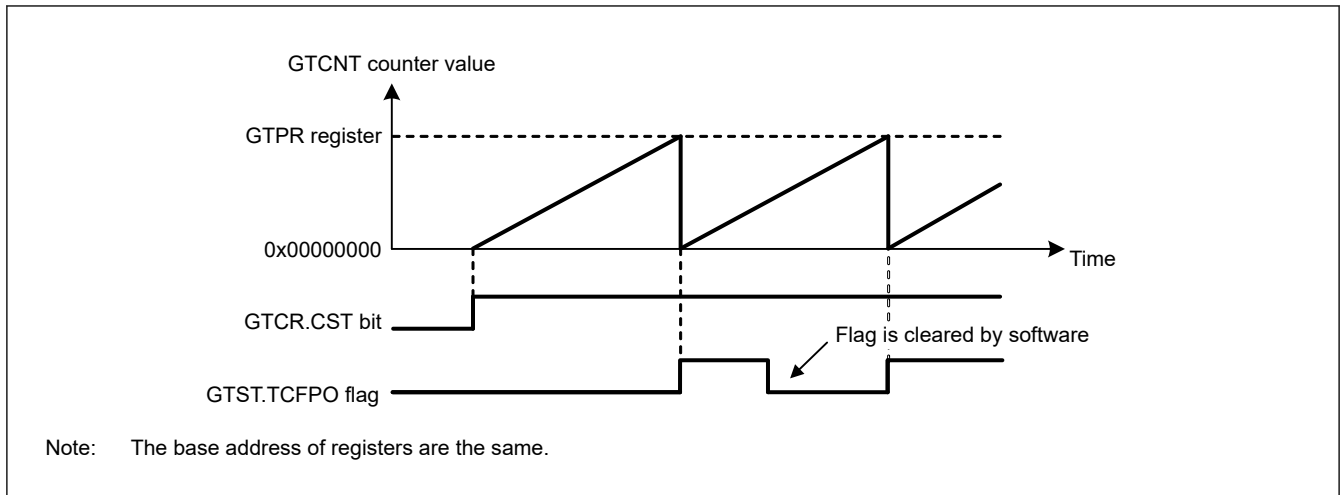 GTCNT counter value
GTPR register
0x00000000
Time
GTCR.CST bit
Flag is cleared by software
GTST.TCFPO flag
Note: The base address of registers are the same.